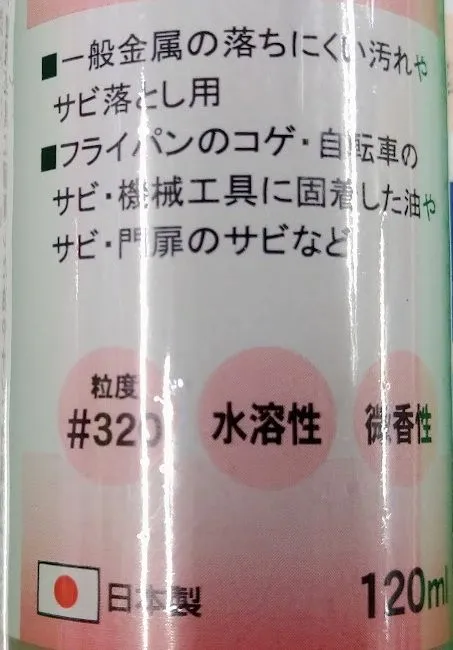 ■一般金属の落ちにくい汚れや
サビ落とし用
■フライパンのコゲ・自転車の
サビ・機械工具に固着した油や
サビ・門扉のサビなど
粒度
#320
水溶性
微香性
日本製
120ml